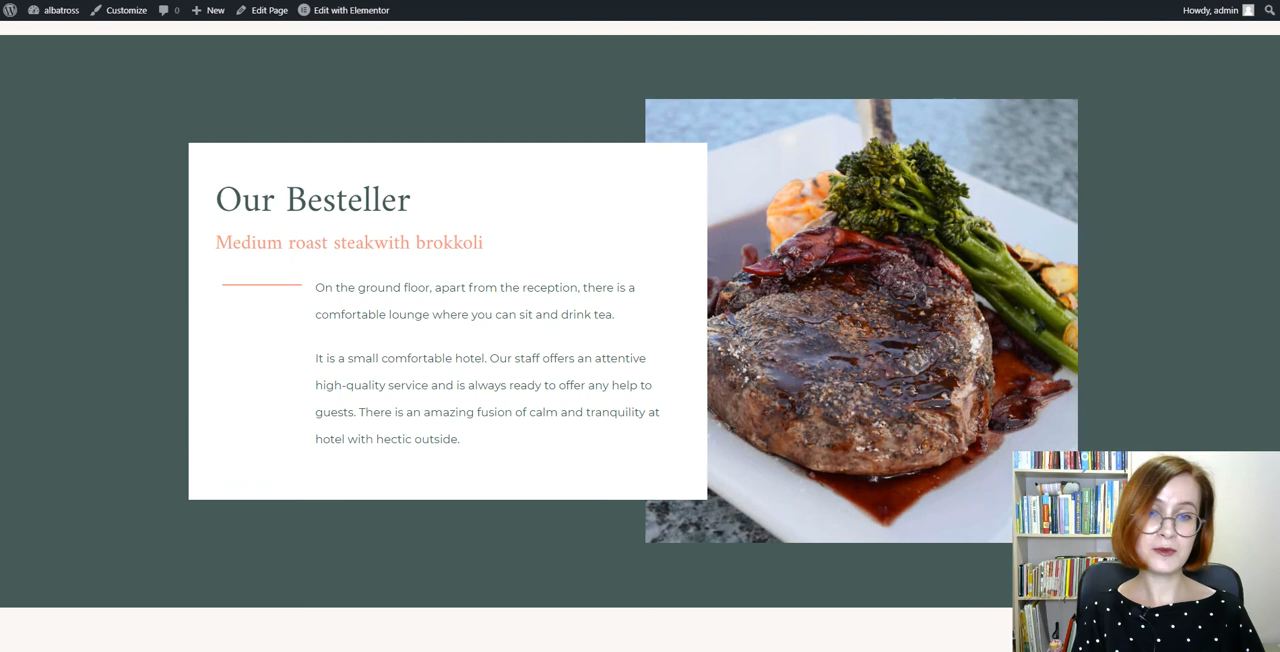 albatross Customize 0 New Edit Page Edit with Elementor Howdy, admin
Our Besteller
Medium roast steakwith brokkoli
On the ground floor, apart from the reception, there is a
comfortable lounge where you can sit and drink tea.
It is a small comfortable hotel. Our staff offers an attentive
high-quality service and is always ready to offer any help to
guests. There is an amazing fusion of calm and tranquility at
hotel with hectic outside.